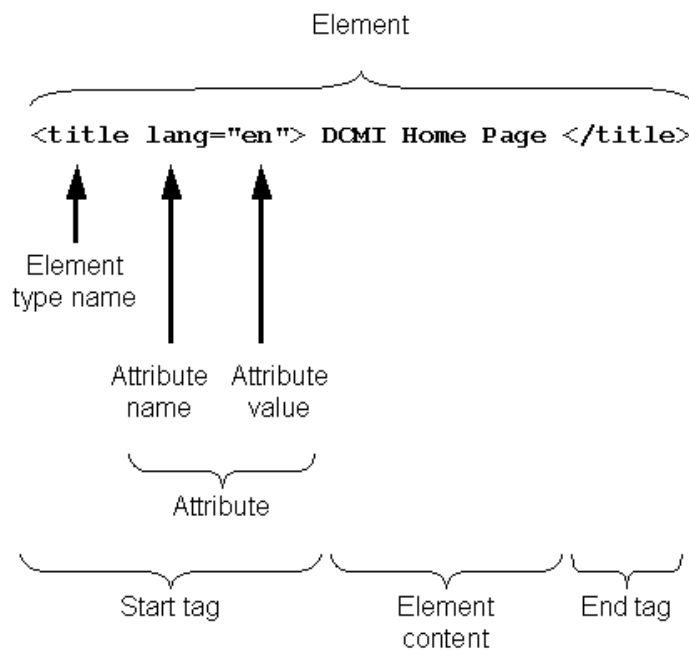 Element
<title lang="en"> DCMI Home Page </title>
Element
type name
Attribute
name
Attribute
value
Attribute
Start tag
Element
content
End tag